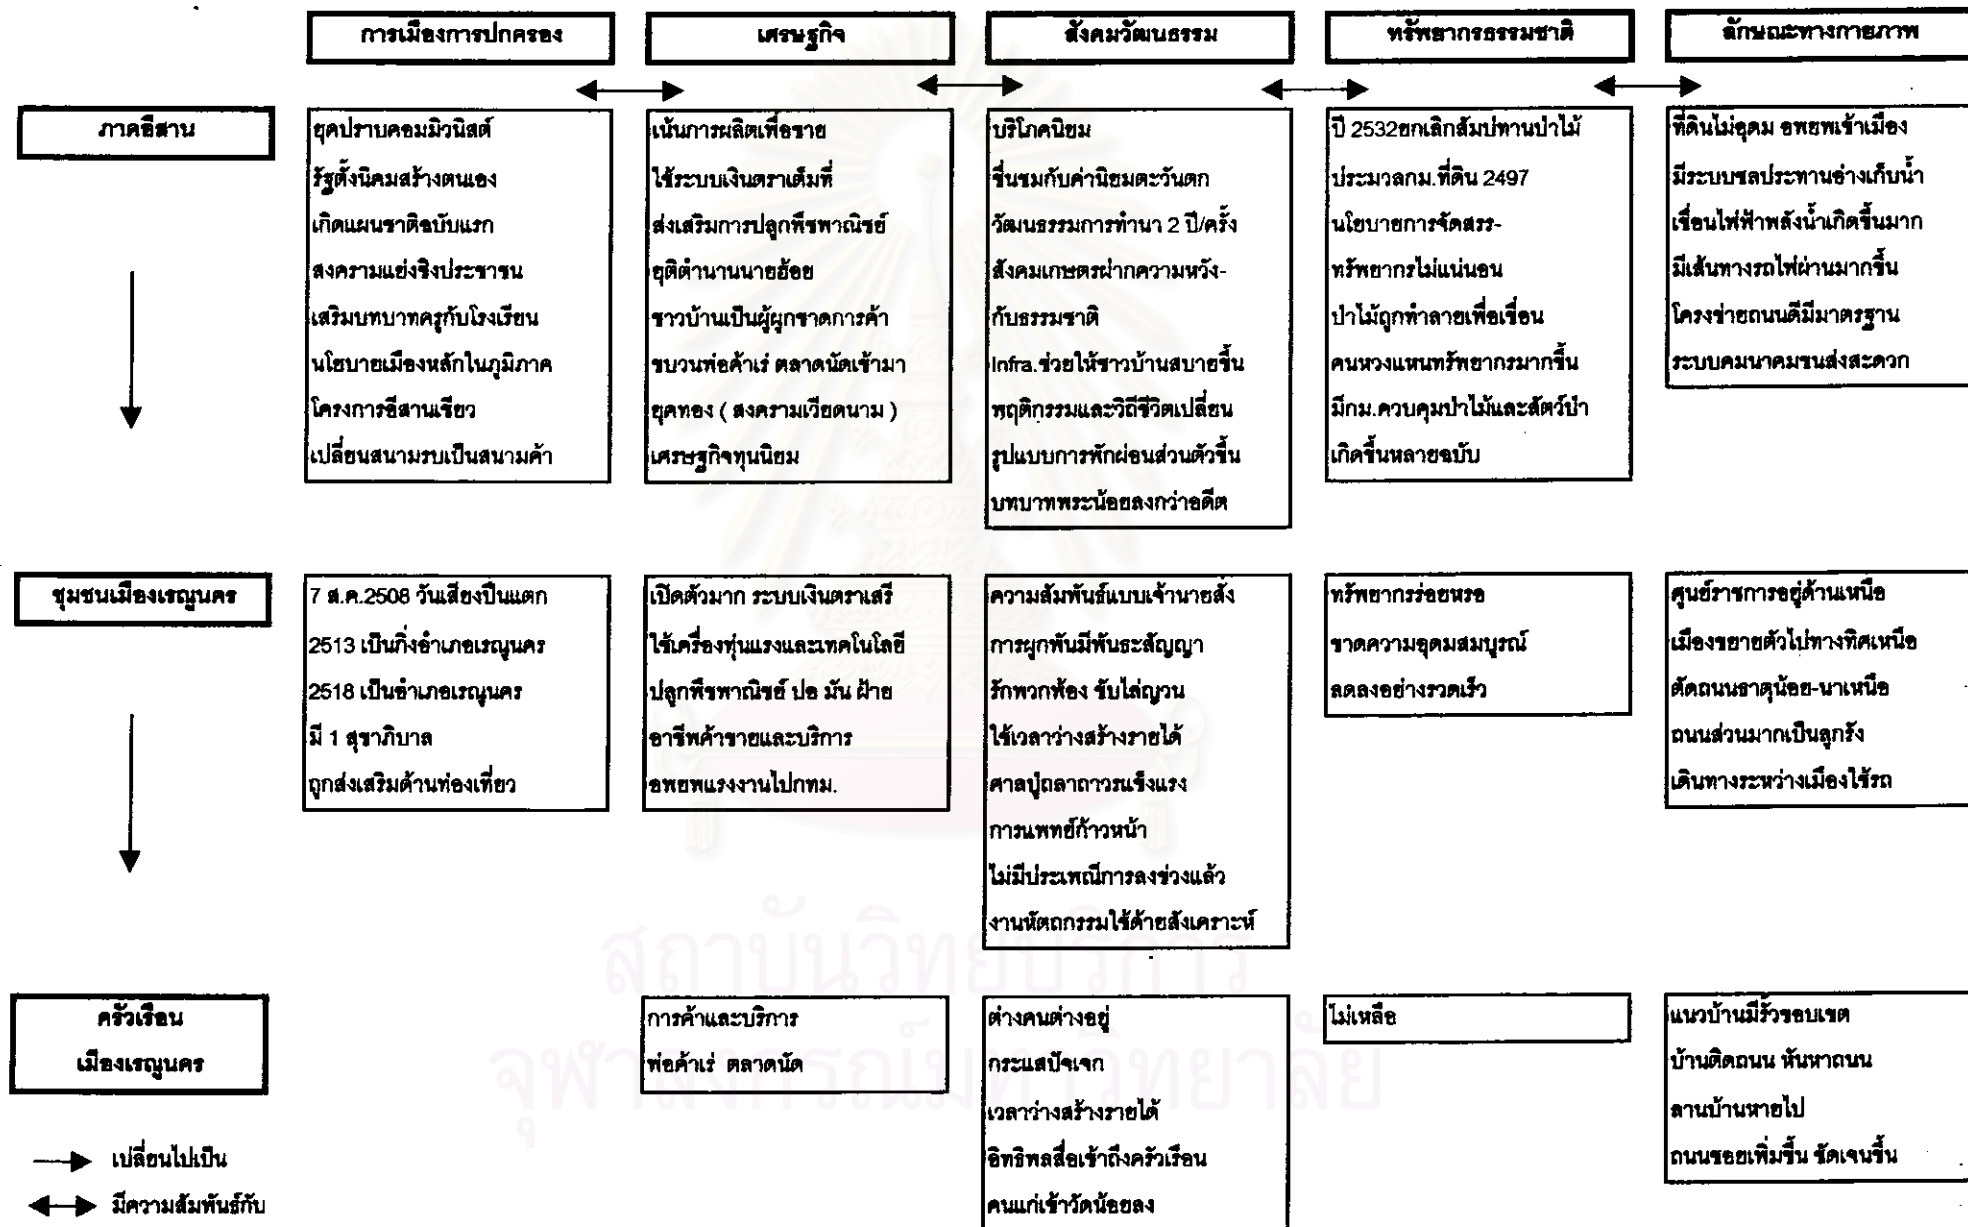 การเมืองการปกครอง
เศรษฐกิจ
สังคมวัฒนธรรม
ทรัพยากรธรรมชาติ
ลักษณะทางกายภาพ
ภาคอีสาน
ยุคปราบคอมมิวนิสต์
รัฐตั้งนิคมสร้างตนเอง
เกิดแผนชาติฉบับแรก
สงครามแย่งชิงประชาชน
เสริมบทบาทครูกับโรงเรียน
นโยบายเมืองหลักในภูมิภาค
โครงการอีสานเขียว
เปลี่ยนสนามรบเป็นสนามค้า
เน้นการผลิตเพื่อขาย
ใช้ระบบเงินตราเต็มที่
ส่งเสริมการปลูกพืชพาณิชย์
ยุติตำนานนายฮ้อย
ชาวบ้านเป็นผู้ผูกขาดการค้า
ขบวนพ่อค้าเร่ ตลาดนัดเข้ามา
ยุคทอง ( สงครามเวียดนาม )
เศรษฐกิจทุนนิยม
บริโภคนิยม
ชื่นชมกับค่านิยมตะวันตก
วัฒนธรรมการทำนา 2 ปี/ครั้ง
สังคมเกษตรฝากความหวัง-
กับธรรมชาติ
Infra.ช่วยให้ชาวบ้านสบายขึ้น
พฤติกรรมและวิถีชีวิตเปลี่ยน
รูปแบบการพักผ่อนส่วนตัวขึ้น
บทบาทพระน้อยลงกว่าอดีต
ปี 2532ยกเลิกสัมปทานป่าไม้
ประมวลกม.ที่ดิน 2497
นโยบายการจัดสรร-
ทรัพยากรไม่แน่นอน
ป่าไม้ถูกทำลายเพื่อเขื่อน
คนหวงแหนทรัพยากรมากขึ้น
มีกม.ควบคุมป่าไม้และสัตว์ป่า
เกิดขึ้นหลายฉบับ
ที่ดินไม่อุดม อพยพเข้าเมือง
มีระบบชลประทานอ่างเก็บน้ำ
เขื่อนไฟฟ้าพลังน้ำเกิดขึ้นมาก
มีเส้นทางรถไฟผ่านมากขึ้น
โครงข่ายถนนดีมีมาตรฐาน
ระบบคมนาคมขนส่งสะดวก
ชุมชนเมืองเรณูนคร
7 ส.ค.2508 วันเสียงปืนแตก
2513 เป็นกิ่งอำเภอเรณูนคร
2518 เป็นอำเภอเรณูนคร
มี 1 สุขาภิบาล
ถูกส่งเสริมด้านท่องเที่ยว
เปิดตัวมาก ระบบเงินตราเสรี
ใช้เครื่องทุ่นแรงและเทคโนโลยี
ปลูกพืชพาณิชย์ ปอ มัน ฝ้าย
อาชีพค้าขายและบริการ
อพยพแรงงานไปกทม.
ความสัมพันธ์แบบเจ้านายสั่ง
การผูกพันมีพันธะสัญญา
รักพวกพ้อง ขับไล่ญวน
ใช้เวลาว่างสร้างรายได้
ศาลปู่ถลาถาวรแข็งแรง
การแพทย์ก้าวหน้า
ไม่มีประเพณีการลงข่วงแล้ว
งานหัตถกรรมใช้ด้ายสังเคราะห์
ทรัพยากรร่อยหรอ
ขาดความอุดมสมบูรณ์
ลดลงอย่างรวดเร็ว
ศูนย์ราชการอยู่ด้านเหนือ
เมืองขยายตัวไปทางทิศเหนือ
ตัดถนนธาตุน้อย-นาเหนือ
ถนนส่วนมากเป็นลูกรัง
เดินทางระหว่างเมืองใช้รถ
ครัวเรือน
เมืองเรณูนคร
การค้าและบริการ
พ่อค้าเร่ ตลาดนัด
ต่างคนต่างอยู่
กระแสปัจเจก
เวลาว่างสร้างรายได้
อิทธิพลสื่อเข้าถึงครัวเรือน
คนแก่เข้าวัดน้อยลง
ไม่เหลือ
แนวบ้านมีรั้วขอบเขต
บ้านติดถนน หันหาถนน
ลานบ้านหายไป
ถนนซอยเพิ่มขึ้น ชัดเจนขึ้น
เปลี่ยนไปเป็น
มีความสัมพันธ์กับ
สถาบันวิทยบริการ
จุฬาลงกรณ์มหาวิทยาลัย